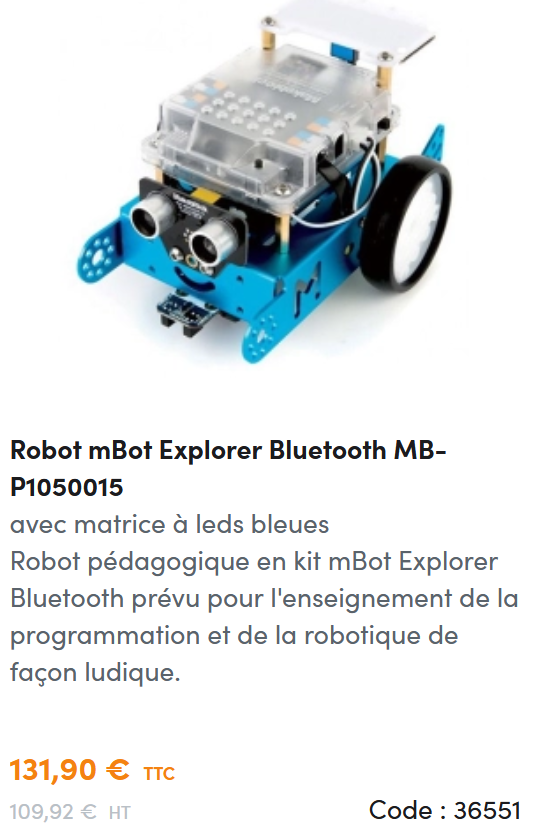 Robot mBot Explorer Bluetooth MB-
P1050015
avec matrice à leds bleues
Robot pédagogique en kit mBot Explorer
Bluetooth prévu pour l'enseignement de la
programmation et de la robotique de
façon ludique.
131,90 € TTC
109,92 € HT
Code : 36551